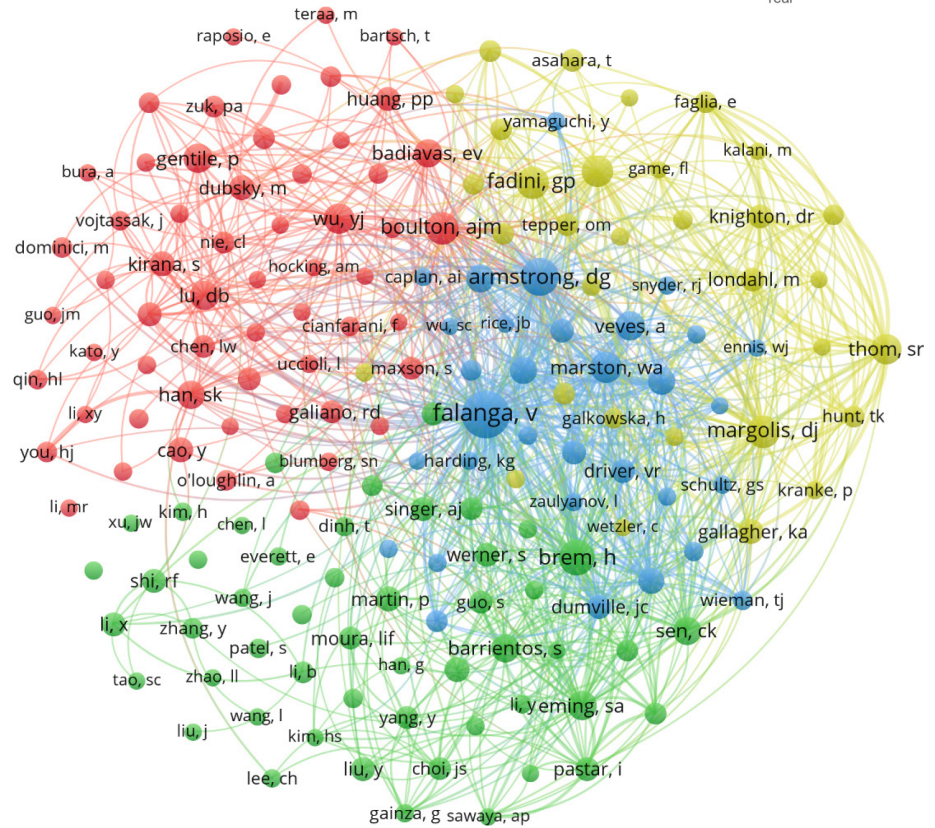 teraa, m
raposio, e
bartsch, t
asahara, t
zuk, pa
huang, pp
faglia, e
yamaguchi, y
gentile, p
badiavas, ev
kalani, m
bura, a
dubsky, m
fadini, gp
game, fl
vojtassak, j
wu, yj
boulton, ajm
tepper, om
knighton, dr
dominici, m
nie, cl
kirana, s
hocking, am
caplan, ai
armstrong, dg
snyder, rj
londahl, m
lu, db
guo, jm
cianfarani, f
wu, sc
rice, jb
veves, a
kato, y
chen, lw
ennis, wj
thom, sr
qin, hl
uccioli, l
maxson, s
marston, wa
han, sk
li, xy
galiano, rd
falanga, v
galkowska, h
margolis, dj
hunt, tk
you, hj
cao, y
blumberg, sn
harding, kg
o'loughlin, a
driver, vr
schultz, gs
kranke, p
li, mr
kim, h
xu, jw
chen, l
dinh, t
singer, aj
zaulyanov, l
wetzler, c
gallagher, ka
everett, e
werner, s
brem, h
shi, rf
wang, j
martin, p
guo, s
dumville, jc
wieman, tj
li, x
zhang, y
patel, s
moura, lif
barrientos, s
sen, ck
tao, sc
zhao, ll
li, b
han, g
liu, j
wang, l
yang, y
li, y
eming, sa
kim, hs
lee, ch
liu, y
choi, js
pastar, i
gainza, g
sawaya, ap